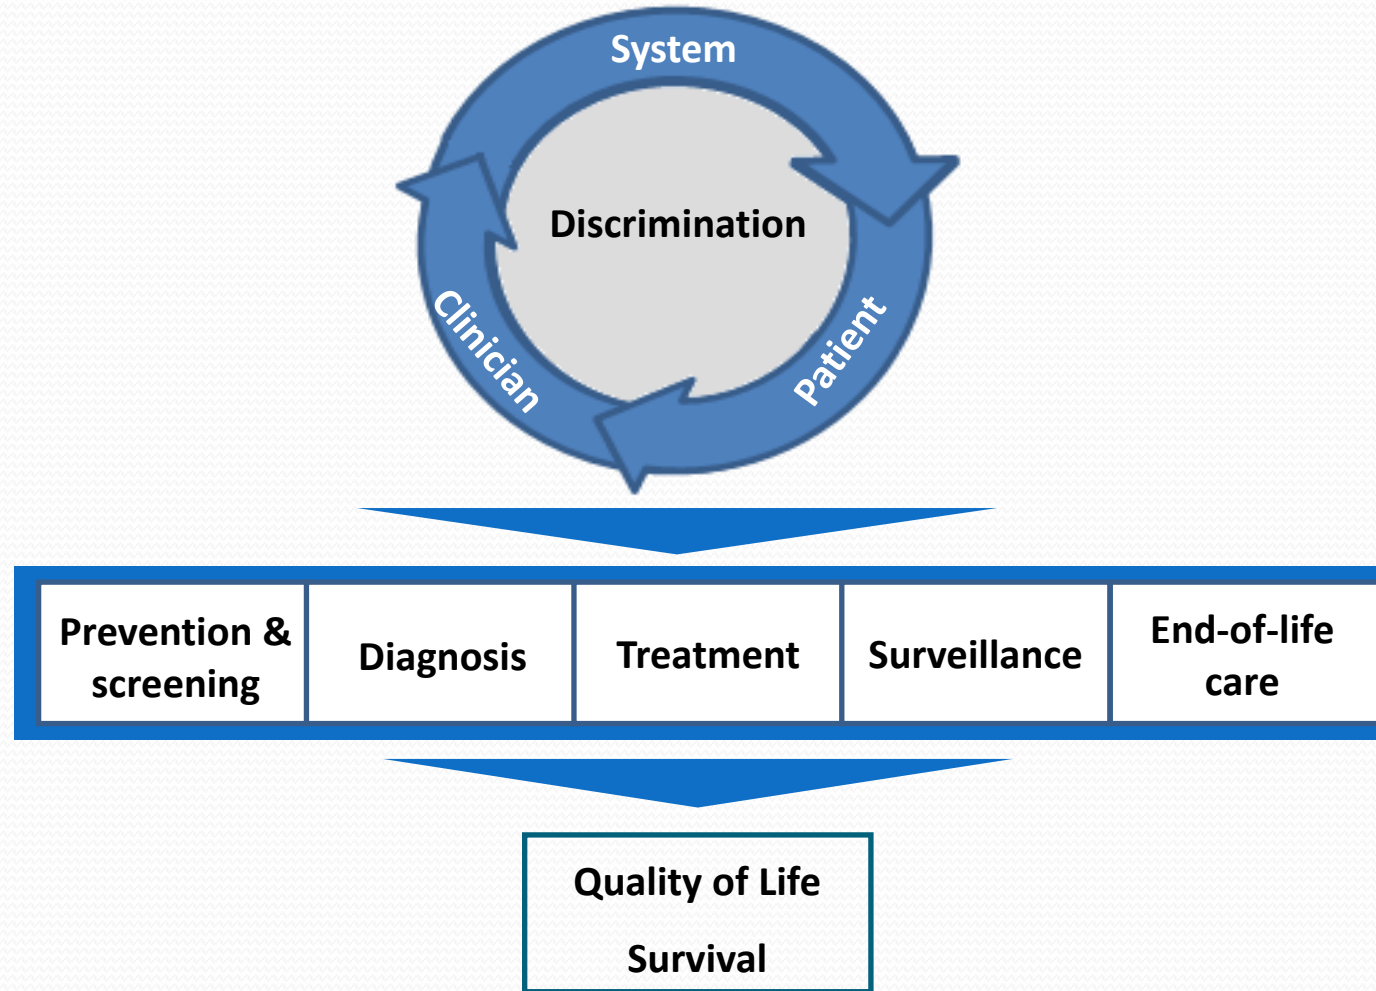 System
Discrimination
Clinician
Patient
Prevention &
screening
Diagnosis
Treatment
Surveillance
End-of-life
care
Quality of Life
Survival